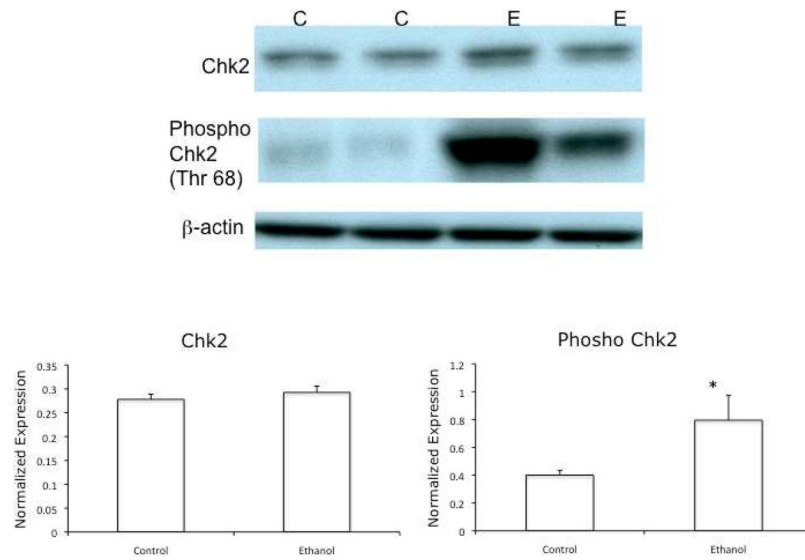 C C E E
Chk2
Phospho
Chk2
(Thr 68)
β-actin
Chk2
Normalized Expression
0.35
0.3
0.25
0.2
0.15
0.1
0.05
0
Control Ethanol
Phosho Chk2
Normalized Expression
1.2
1
0.8
0.6
0.4
0.2
0
*
Control Ethanol